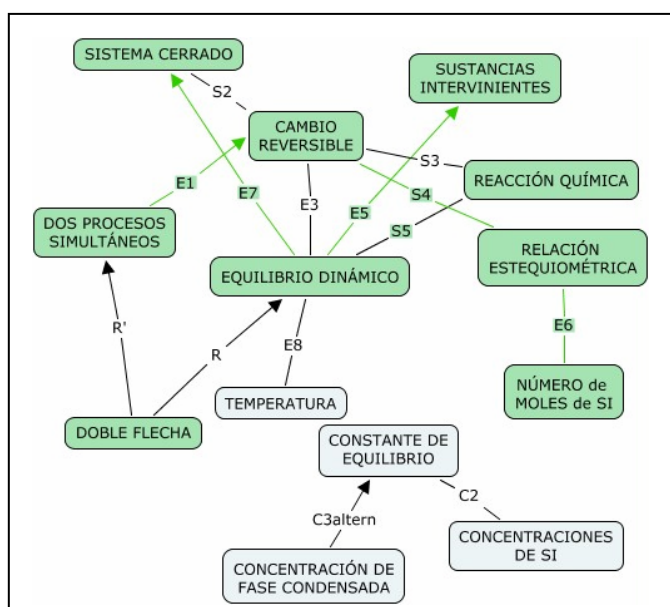 SISTEMA CERRADO
SUSTANCIAS
INTERVINIENTES
S2
CAMBIO
REVERSIBLE
S3
REACCIÓN QUÍMICA
E1
E7
E3
E5
S4
S5
DOS PROCESOS
SIMULTÁNEOS
RELACIÓN
ESTEQUIOMÉTRICA
EQUILIBRIO DINÁMICO
R'
R
E8
E6
TEMPERATURA
NÚMERO de
MOLES de SI
DOBLE FLECHA
CONSTANTE DE
EQUILIBRIO
C2
C3altern
CONCENTRACIONES
DE SI
CONCENTRACIÓN DE
FASE CONDENSADA